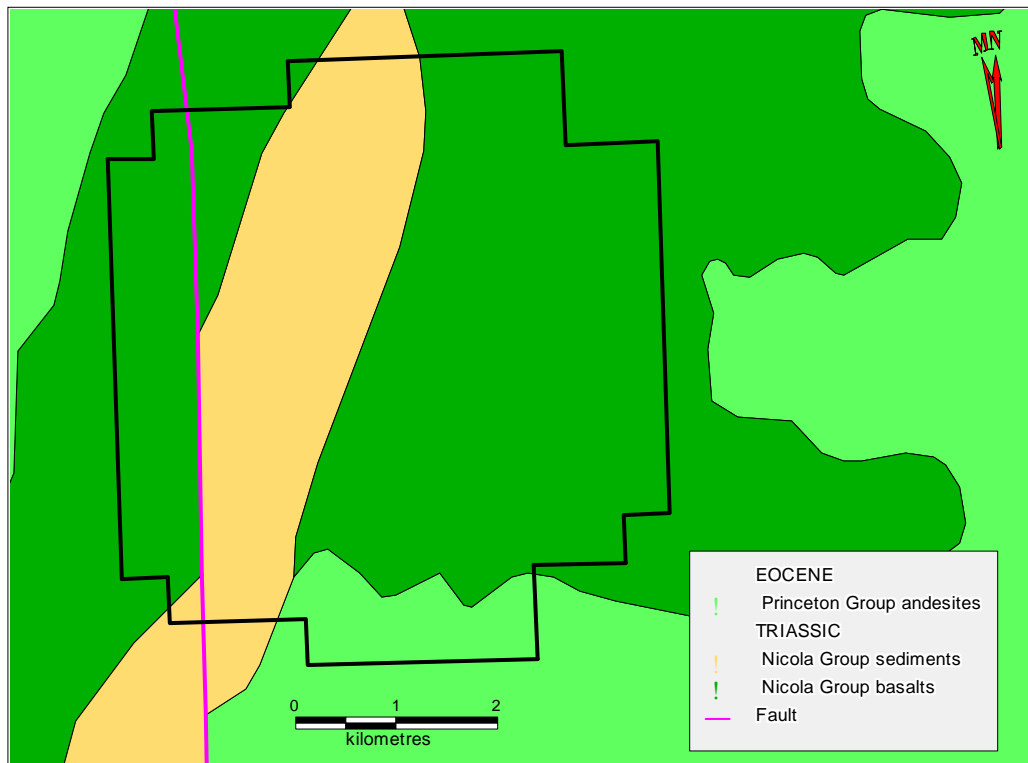 MN
EOCENE
Princeton Group andesites
TRIASSIC
Nicola Group sediments
Nicola Group basalts
Fault
0 1 2
kilometres